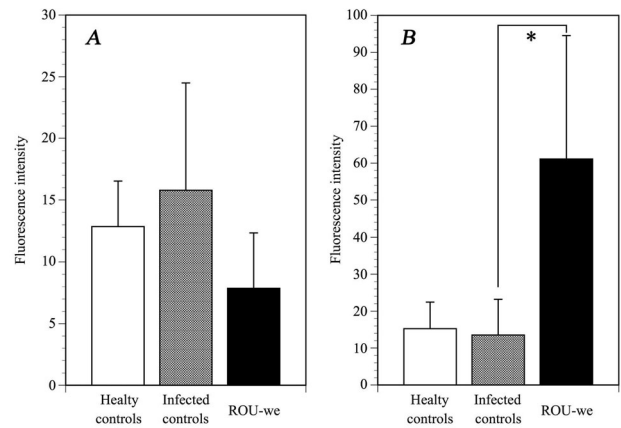 A
Fluorescence intensity
30
25
20
15
10
5
0
Healty
controls
Infected
controls
ROU-we
B
*
Fluorescence intensity
100
90
80
70
60
50
40
30
20
10
0
Healty
controls
Infected
controls
ROU-we